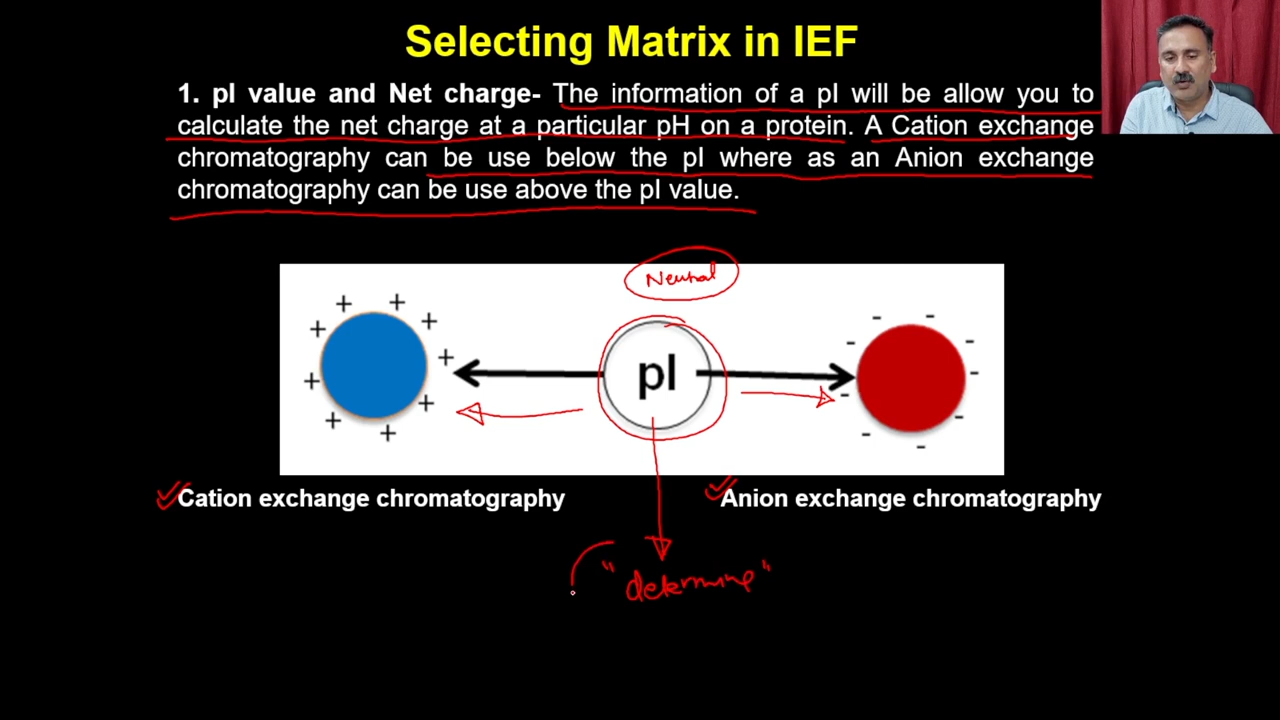 Selecting Matrix in IEF
1. pI value and Net charge- The information of a pI will be allow you to
calculate the net charge at a particular pH on a protein. A Cation exchange
chromatography can be use below the pI where as an Anion exchange
chromatography can be use above the pI value.
Neutral
+ + + + + + + + +
pI
- - - - - - - - -
Cation exchange chromatography
Anion exchange chromatography
"determine"